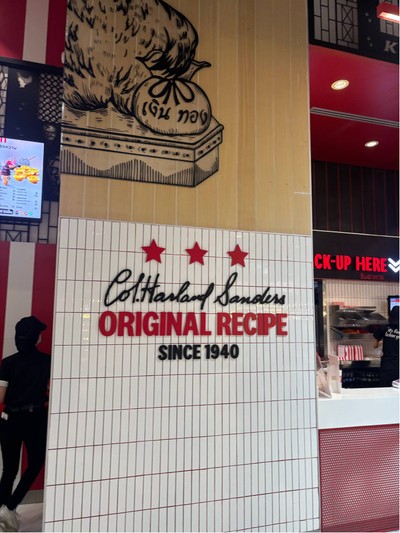 เงิน ทอง
Col. Harland Sanders
ORIGINAL RECIPE
SINCE 1940
CK-UP HERE